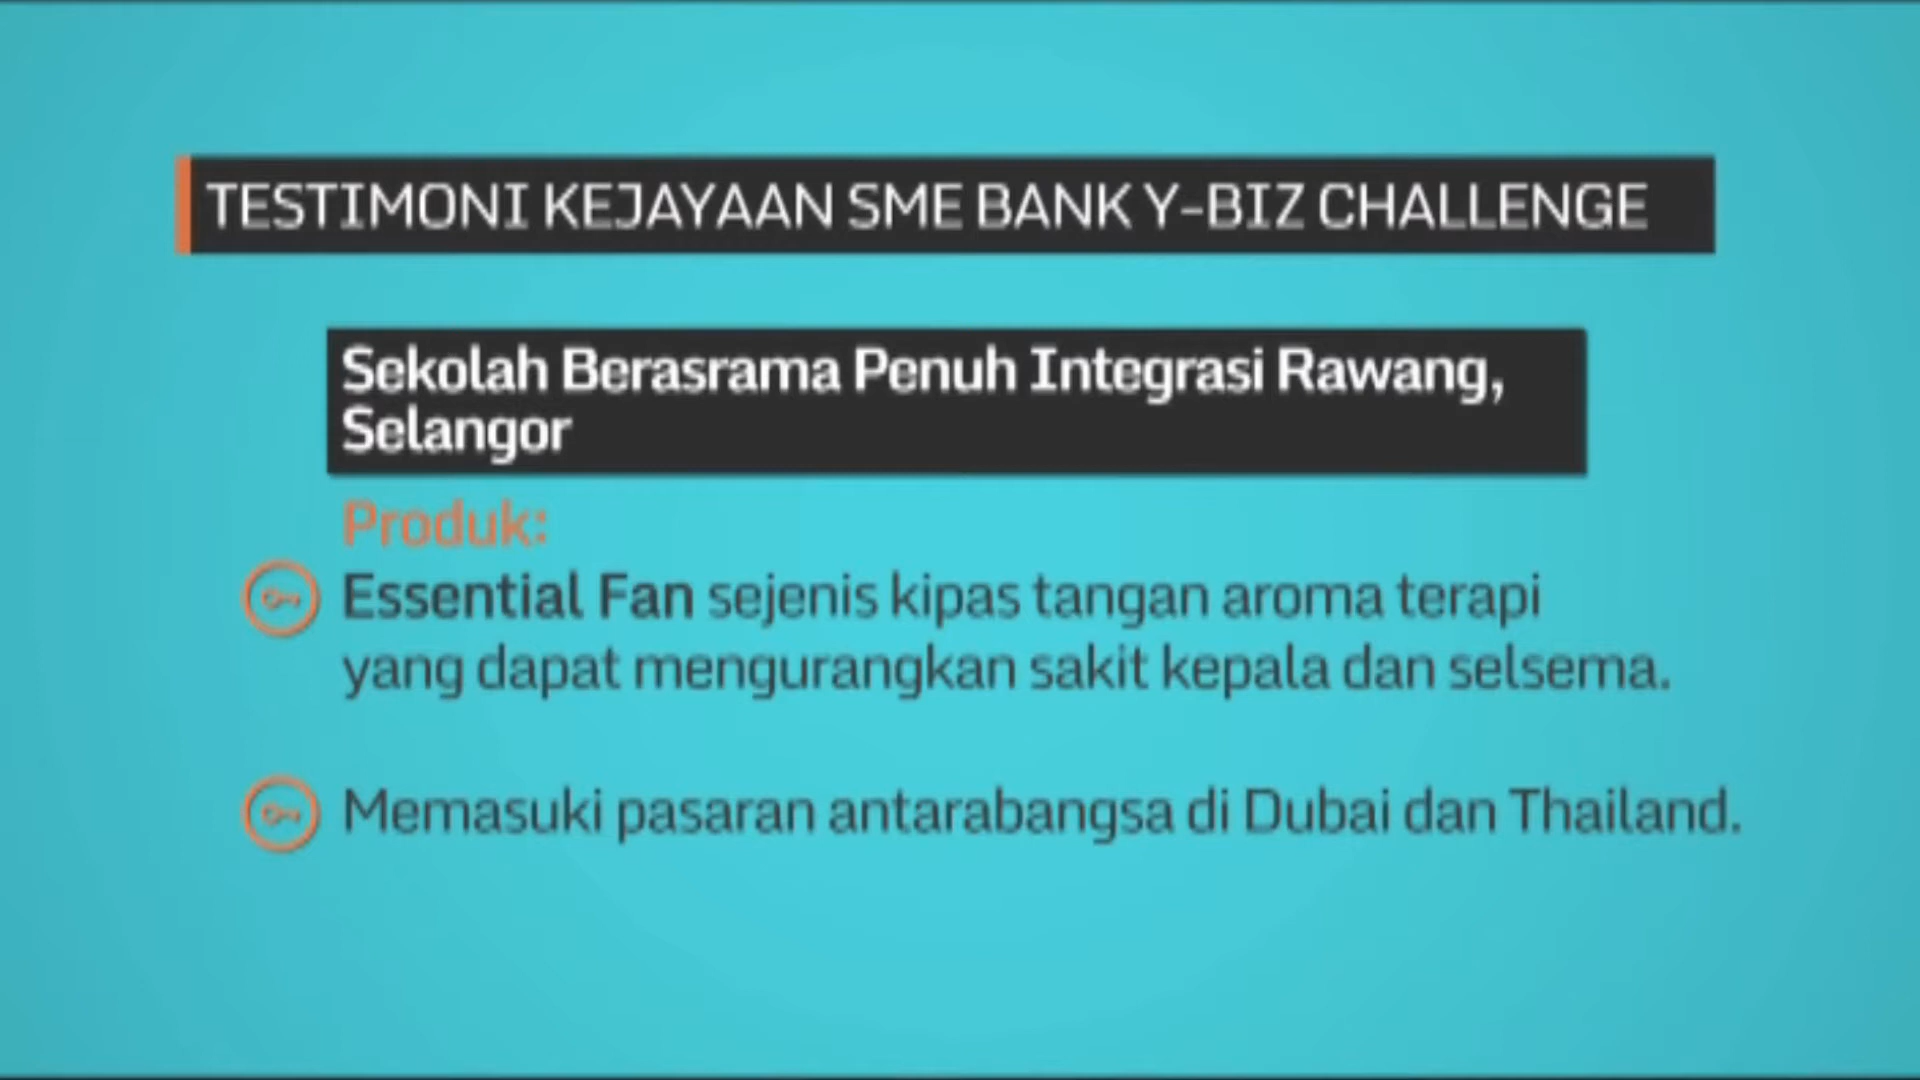 TESTIMONI KEJAYAAN SME BANK Y-BIZ CHALLENGE
Sekolah Berasrama Penuh Integrasi Rawang,
Selangor
Produk:
Essential Fan sejenis kipas tangan aroma terapi
yang dapat mengurangkan sakit kepala dan selsema.
Memasuki pasaran antarabangsa di Dubai dan Thailand.